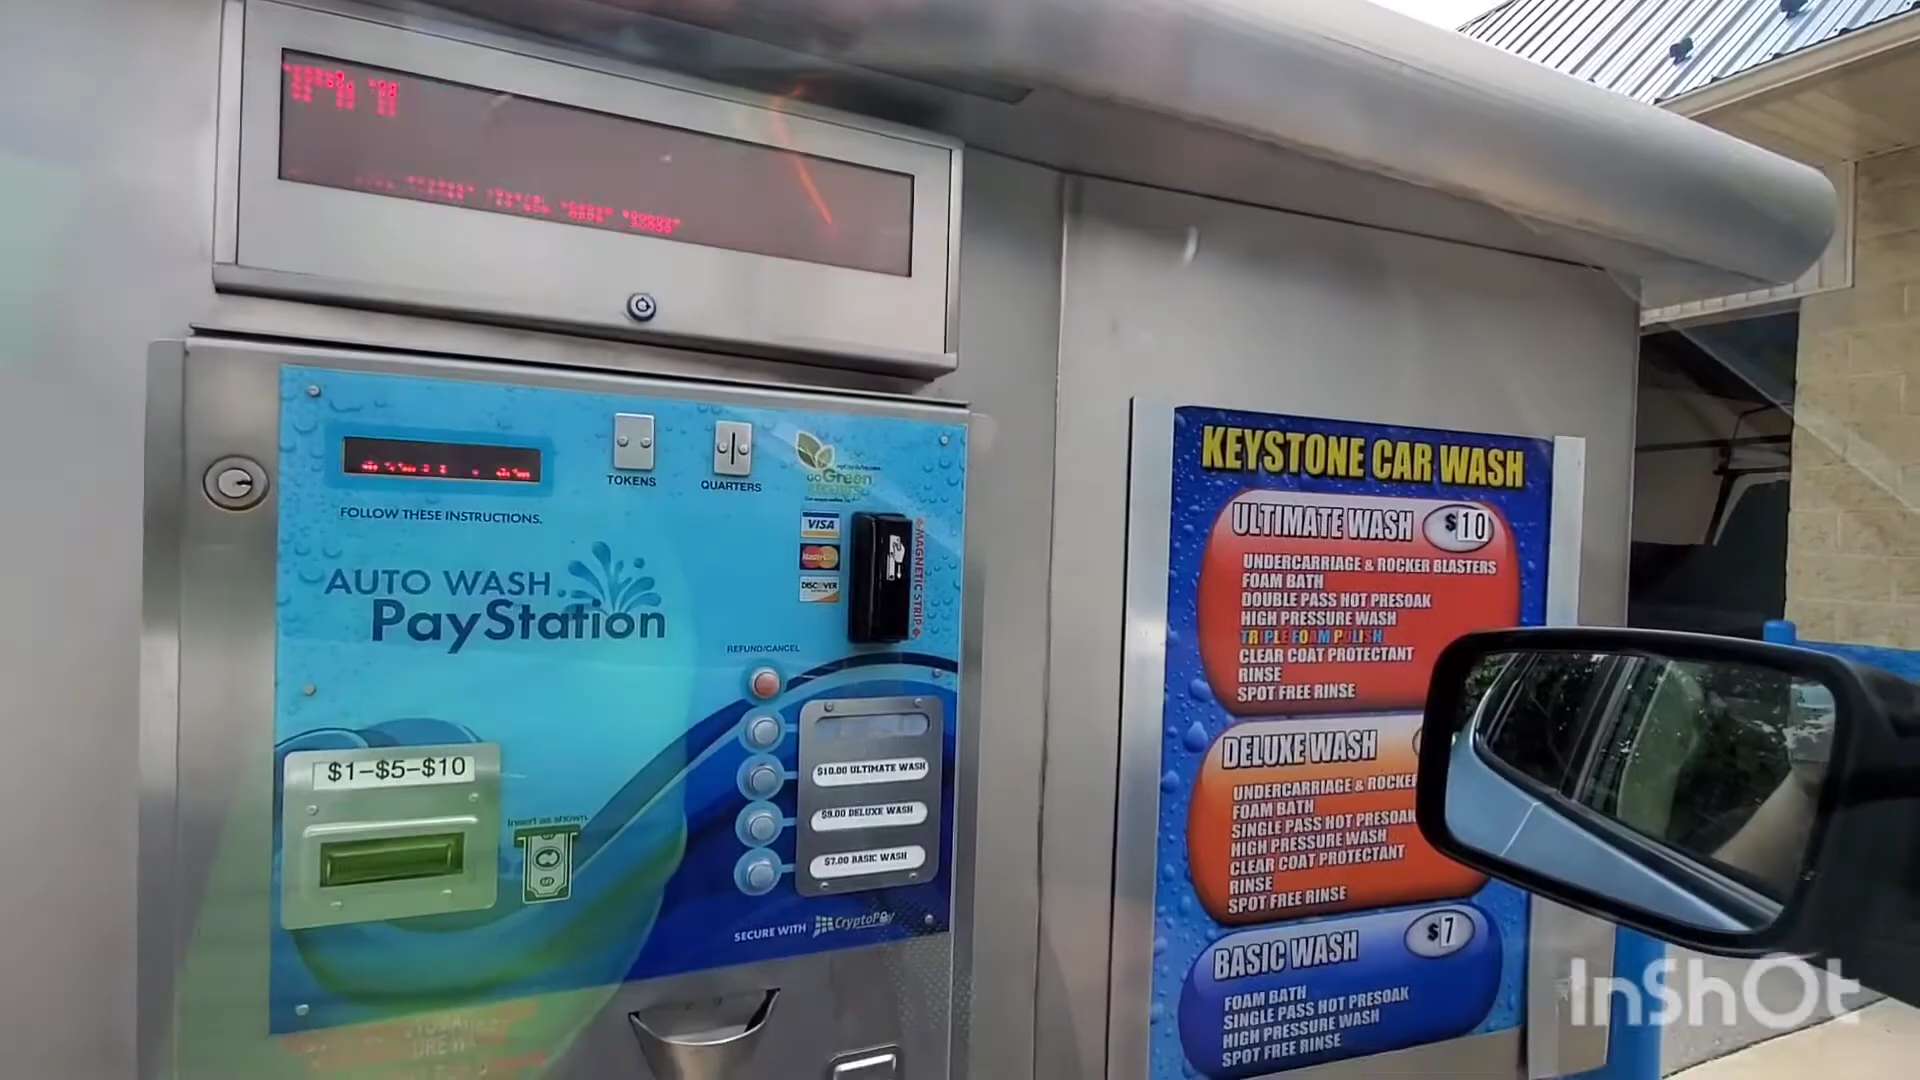 TOKENS
QUARTERS
Green
FOLLOW THESE INSTRUCTIONS.
VISA
MasterCard
DISCOVER
MAGNETIC STRIP
AUTO WASH
PayStation
REFUND/CANCEL
$1-$5-$10
Insert as shown.
$10.00 ULTIMATE WASH
$9.00 DELUXE WASH
$7.00 BASIC WASH
SECURE WITH CryptoPay
KEYSTONE CAR WASH
ULTIMATE WASH $10
UNDERCARRIAGE & ROCKER BLASTERS
FOAM BATH
DOUBLE PASS HOT PRESOAK
HIGH PRESSURE WASH
TRIPLE FOAM POLISH
CLEAR COAT PROTECTANT
RINSE
SPOT FREE RINSE
DELUXE WASH
UNDERCARRIAGE & ROCKE
FOAM BATH
SINGLE PASS HOT PRESOAK
HIGH PRESSURE WASH
CLEAR COAT PROTECTANT
RINSE
SPOT FREE RINSE
BASIC WASH $7
FOAM BATH
SINGLE PASS HOT PRESOAK
HIGH PRESSURE WASH
SPOT FREE RINSE
InShOt